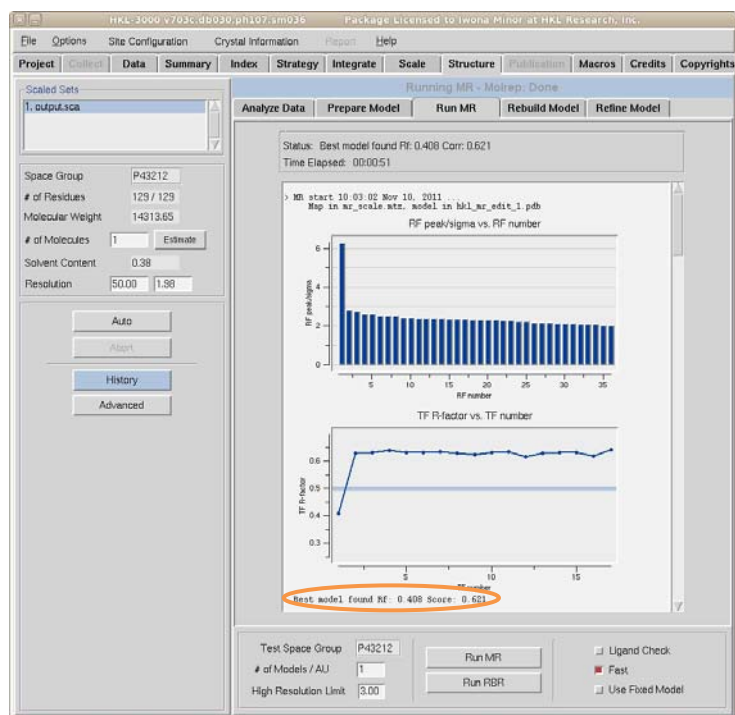 HKL-3000 v703c.db030.ph107.sm036 Package Licensed to Iwona Minor at HKL Research, Inc.
File Options Site Configuration Crystal Information Report Help
Project Collect Data Summary Index Strategy Integrate Scale Structure Publication Macros Credits Copyrights
Scaled Sets
1. output.sca
Running MR - Molrep: Done
Analyze Data Prepare Model Run MR Rebuild Model Refine Model
Status: Best model found Rf: 0.408 Corr: 0.621
Time Elapsed: 00:00:51
Space Group P43212
# of Residues 129 / 129
Molecular Weight 14313.65
# of Molecules 1 Estimate
Solvent Content 0.38
Resolution 50.00 1.98
Auto
Abort
History
Advanced
> MR start 10:03:02 Nov 10, 2011 ...
Map in mr_scale.mtz, model in hkl_mr_edit_1.pdb
RF peak/sigma vs. RF number
RF peak/sigma
6
4
2
0
5 10 15 20 25 30 35
RF number
TF R-factor vs. TF number
TF R-factor
0.6
0.5
0.4
0.3
5 10 15
TF number
Best model found Rf: 0.408 Score: 0.621
Test Space Group P43212
# of Models / AU 1
High Resolution Limit 3.00
Run MR
Run RBR
Ligand Check
Fast
Use Fixed Model